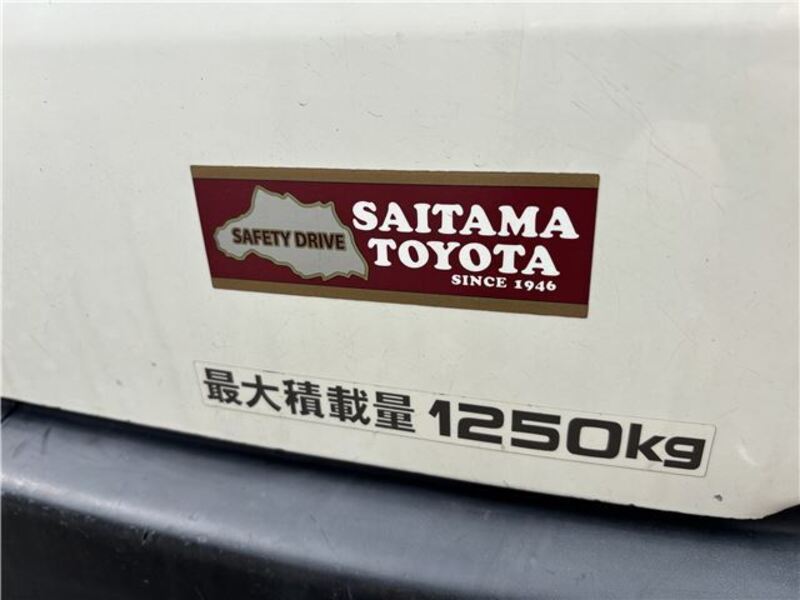 SAFETY DRIVE
SAITAMA
TOYOTA
SINCE 1946
最大積載量 1250kg